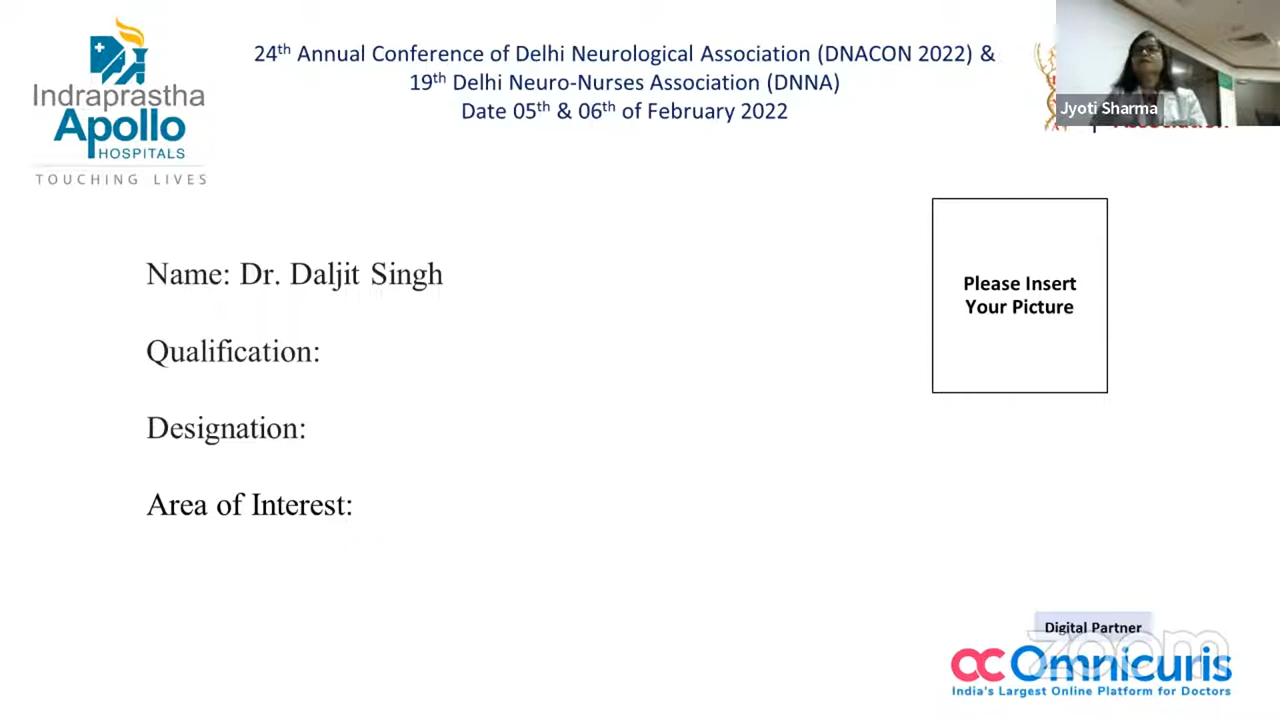 24th Annual Conference of Delhi Neurological Association (DNACON 2022) &
19th Delhi Neuro-Nurses Association (DNNA)
Date 05th & 06th of February 2022
Indraprastha
Apollo
HOSPITALS
TOUCHING LIVES
Jyoti Sharma
Please Insert
Your Picture
Name: Dr. Daljit Singh
Qualification:
Designation:
Area of Interest:
Digital Partner
zoom
Omnicuris
India's Largest Online Platform for Doctors